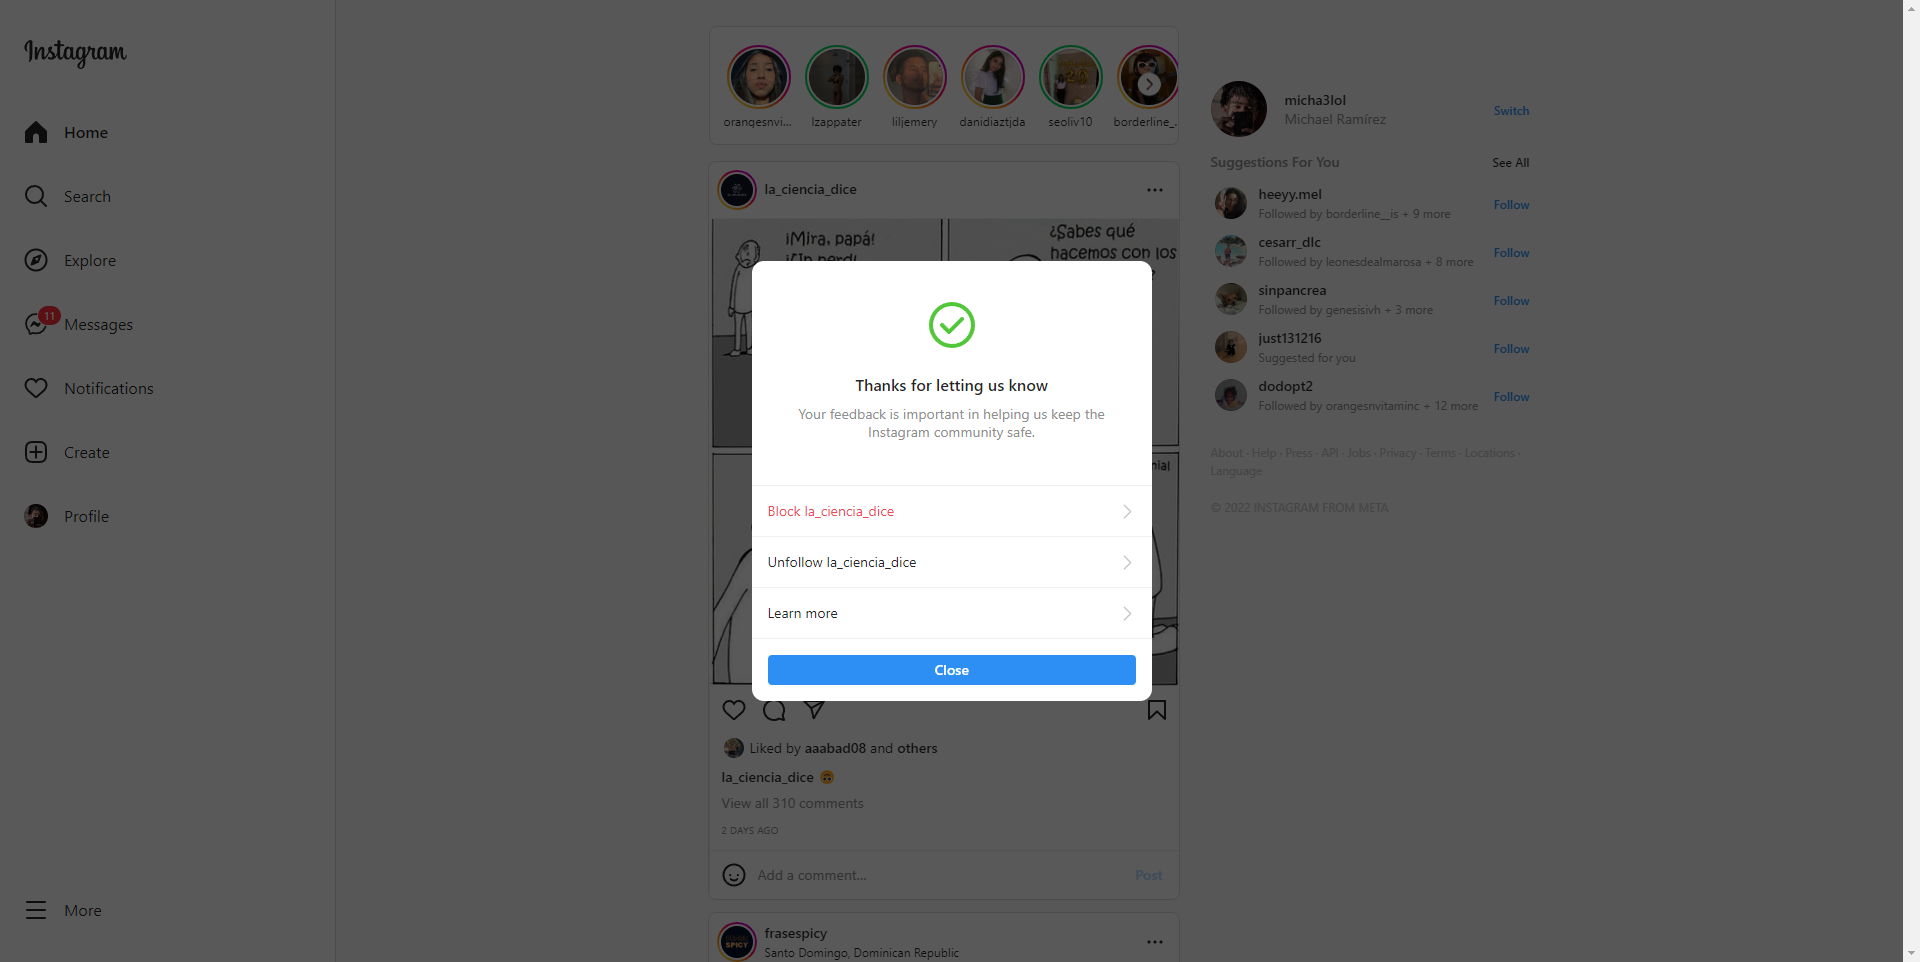 Instagram
Home
Search
Explore
11
Messages
Notifications
Create
Profile
More
orangesnvi...
lzappater
liljemery
danidiaztjda
seoliv10
borderline_.
la_ciencia_dice
¡Mira, papá!
¡Un nerd!
¿Sabes qué
hacemos con los
Thanks for letting us know
Your feedback is important in helping us keep the
Instagram community safe.
Block la_ciencia_dice
Unfollow la_ciencia_dice
Learn more
Close
Liked by aaabad08 and others
la_ciencia_dice 🙃
View all 310 comments
2 DAYS AGO
Add a comment...
Post
SPICY
frasespicy
Santo Domingo, Dominican Republic
micha3lol
Michael Ramírez
Switch
Suggestions For You
See All
heeyy.mel
Followed by borderline__is + 9 more
Follow
cesarr_dlc
Followed by leonesdealmarosa + 8 more
Follow
sinpancrea
Followed by genesisivh + 3 more
Follow
just131216
Suggested for you
Follow
dodopt2
Followed by orangesnvitaminc + 12 more
Follow
About · Help · Press · API · Jobs · Privacy · Terms · Locations ·
Language
© 2022 INSTAGRAM FROM META